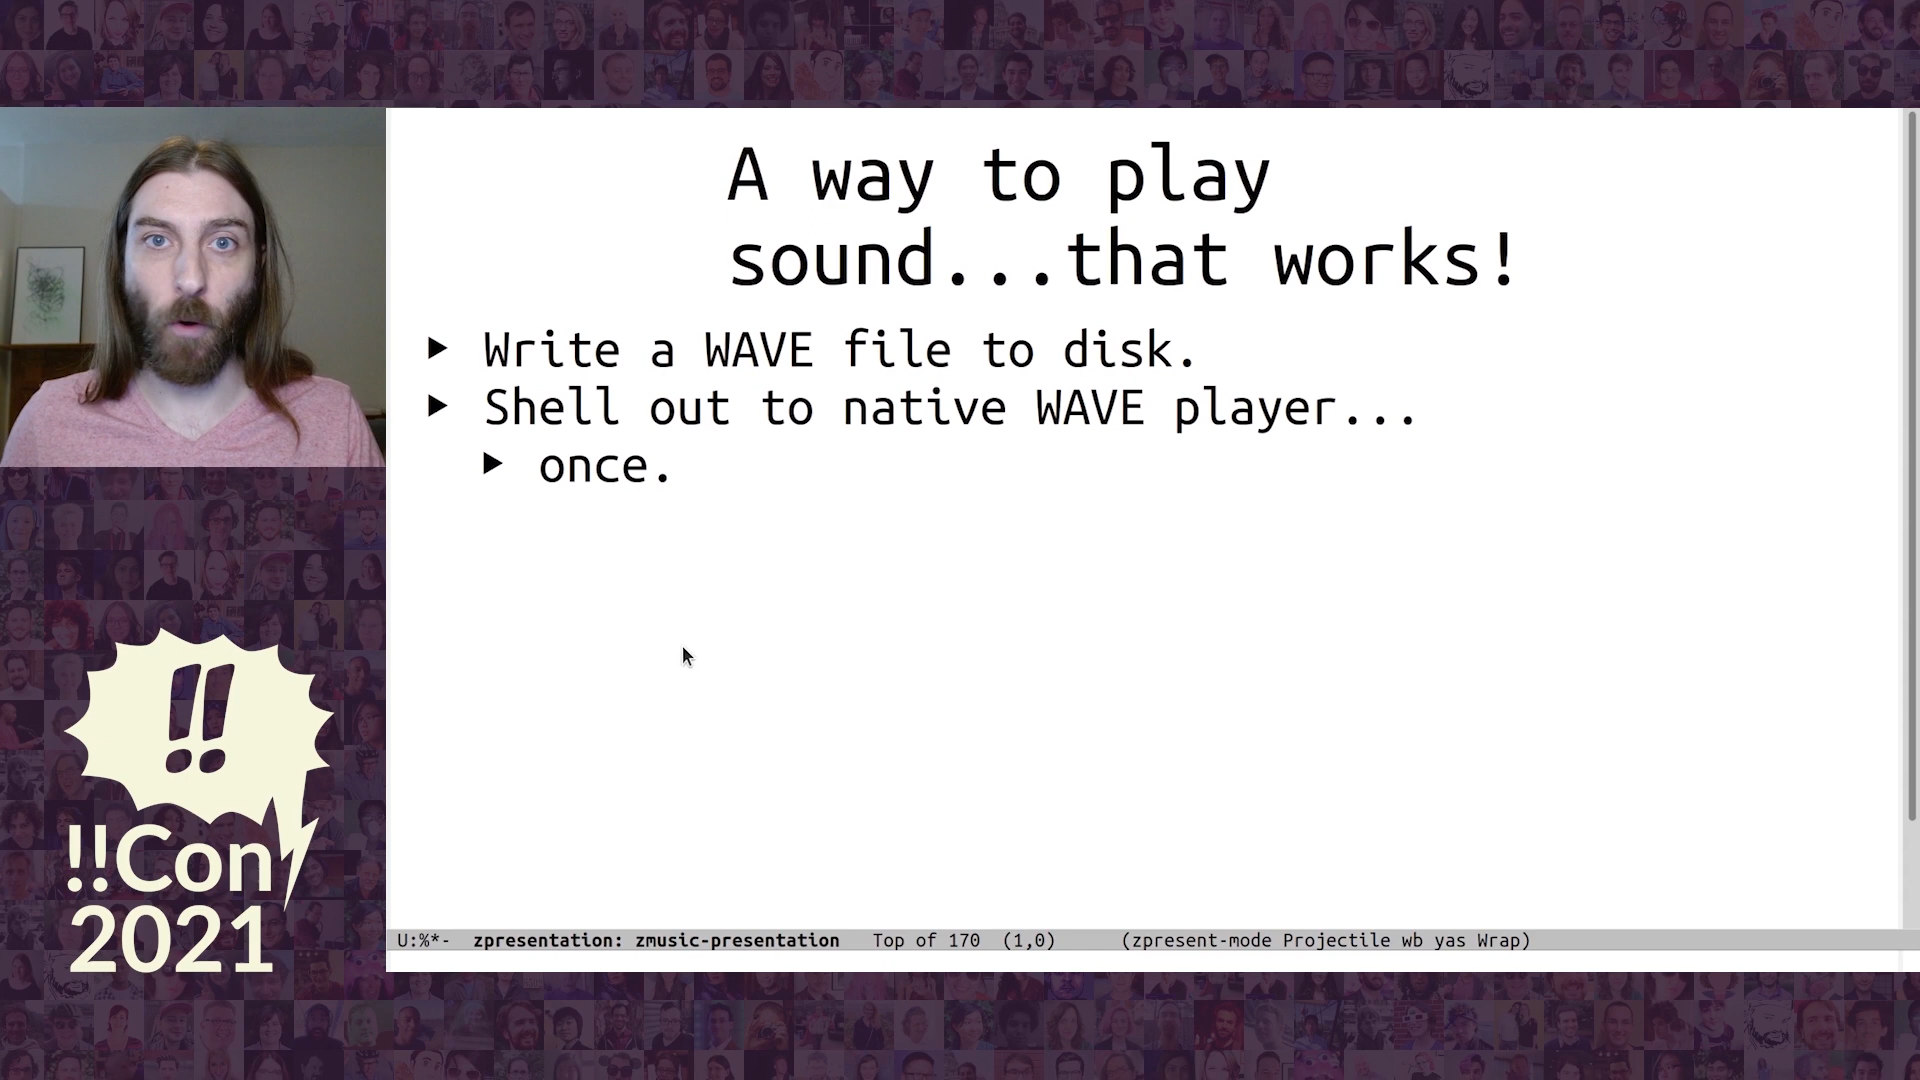 A way to play
sound...that works!
▶ Write a WAVE file to disk.
▶ Shell out to native WAVE player...
▶ once.
!!
!!Con
2021
U:%*-  zpresentation: zmusic-presentation   Top of 170  (1,0)      (zpresent-mode Projectile wb yas Wrap)